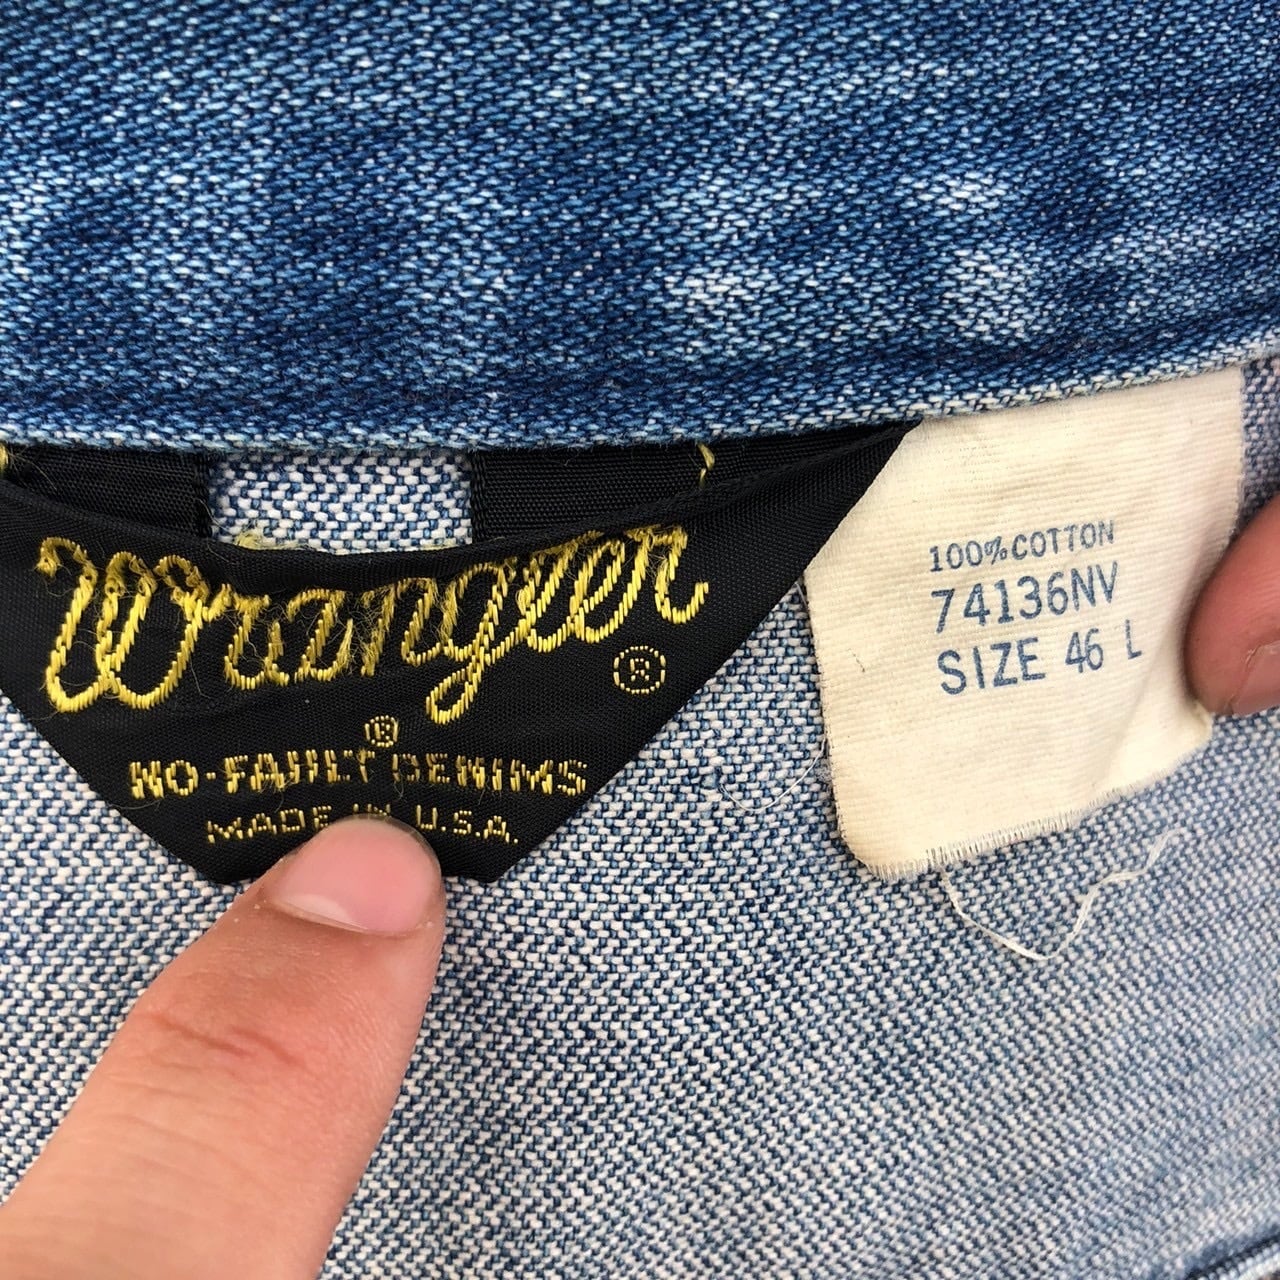 Wrangler
®
®
NO-FAULT DENIMS
MADE IN U.S.A.
100% COTTON
74136NV
SIZE 46 L